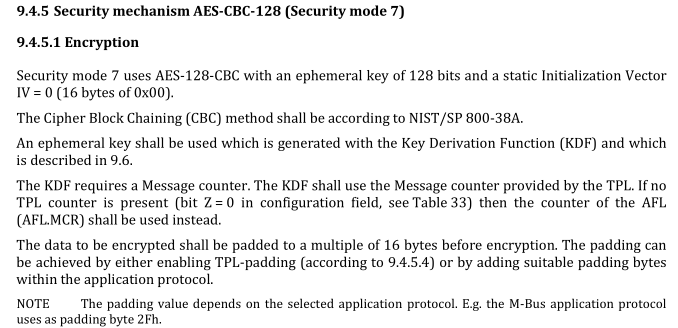 9.4.5 Security mechanism AES-CBC-128 (Security mode 7)
9.4.5.1 Encryption
Security mode 7 uses AES-128-CBC with an ephemeral key of 128 bits and a static Initialization Vector
IV = 0 (16 bytes of 0x00).
The Cipher Block Chaining (CBC) method shall be according to NIST/SP 800-38A.
An ephemeral key shall be used which is generated with the Key Derivation Function (KDF) and which
is described in 9.6.
The KDF requires a Message counter. The KDF shall use the Message counter provided by the TPL. If no
TPL counter is present (bit Z = 0 in configuration field, see Table 33) then the counter of the AFL
(AFL.MCR) shall be used instead.
The data to be encrypted shall be padded to a multiple of 16 bytes before encryption. The padding can
be achieved by either enabling TPL-padding (according to 9.4.5.4) or by adding suitable padding bytes
within the application protocol.
NOTE The padding value depends on the selected application protocol. E.g. the M-Bus application protocol
uses as padding byte 2Fh.